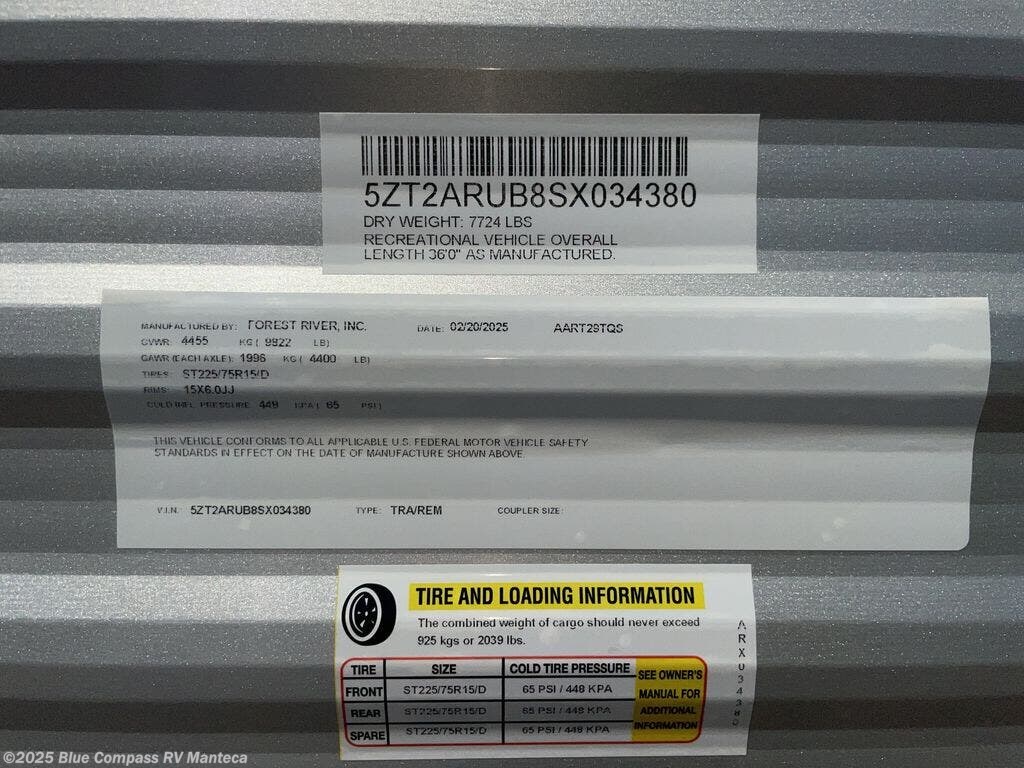 5ZT2ARUB8SX034380
DRY WEIGHT: 7724 LBS
RECREATIONAL VEHICLE OVERALL
LENGTH 36'0" AS MANUFACTURED.
MANUFACTURED BY: FOREST RIVER, INC. DATE: 02/20/2025 AART29TQS
GVWR: 4455 KG ( 9822 LB)
GAWR (EACH AXLE): 1996 KG ( 4400 LB)
TIRES: ST225/75R15/D
RIMS: 15X6.0JJ
COLD INFL. PRESSURE: 448 KPA ( 65 PSI )
THIS VEHICLE CONFORMS TO ALL APPLICABLE U.S. FEDERAL MOTOR VEHICLE SAFETY
STANDARDS IN EFFECT ON THE DATE OF MANUFACTURE SHOWN ABOVE.
V.I.N.: 5ZT2ARUB8SX034380 TYPE: TRA/REM COUPLER SIZE:
TIRE AND LOADING INFORMATION
The combined weight of cargo should never exceed
925 kgs or 2039 lbs.
TIRE SIZE COLD TIRE PRESSURE
FRONT ST225/75R15/D 65 PSI / 448 KPA
REAR ST225/75R15/D 65 PSI / 448 KPA
SPARE ST225/75R15/D 65 PSI / 448 KPA
SEE OWNER'S
MANUAL FOR
ADDITIONAL
INFORMATION
ARX034380
©2025 Blue Compass RV Manteca